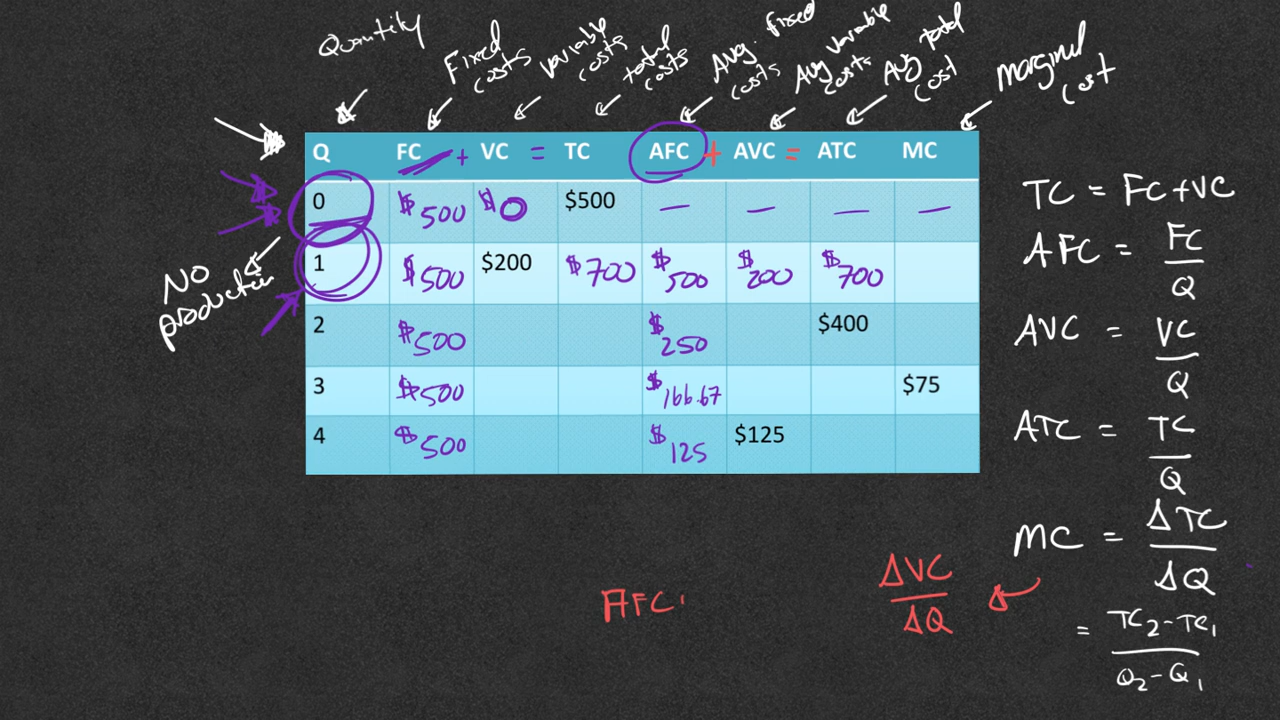 Quantity
Fixed costs
variable costs
total costs
Avg. fixed costs
Avg variable costs
Avg total cost
marginal cost
Q FC + VC = TC AFC + AVC = ATC MC
0 $500 $0 $500 — — — —
1 $500 $200 $700 $500 $200 $700
2 $500 $250 $400
3 $500 $166.67 $75
4 $500 $125 $125
No production
TC = FC+VC
AFC = FC
Q
AVC = VC
Q
ATC = TC
Q
MC = ΔTC
ΔQ
= TC2-TC1
Q2-Q1
ΔVC
ΔQ
AFC